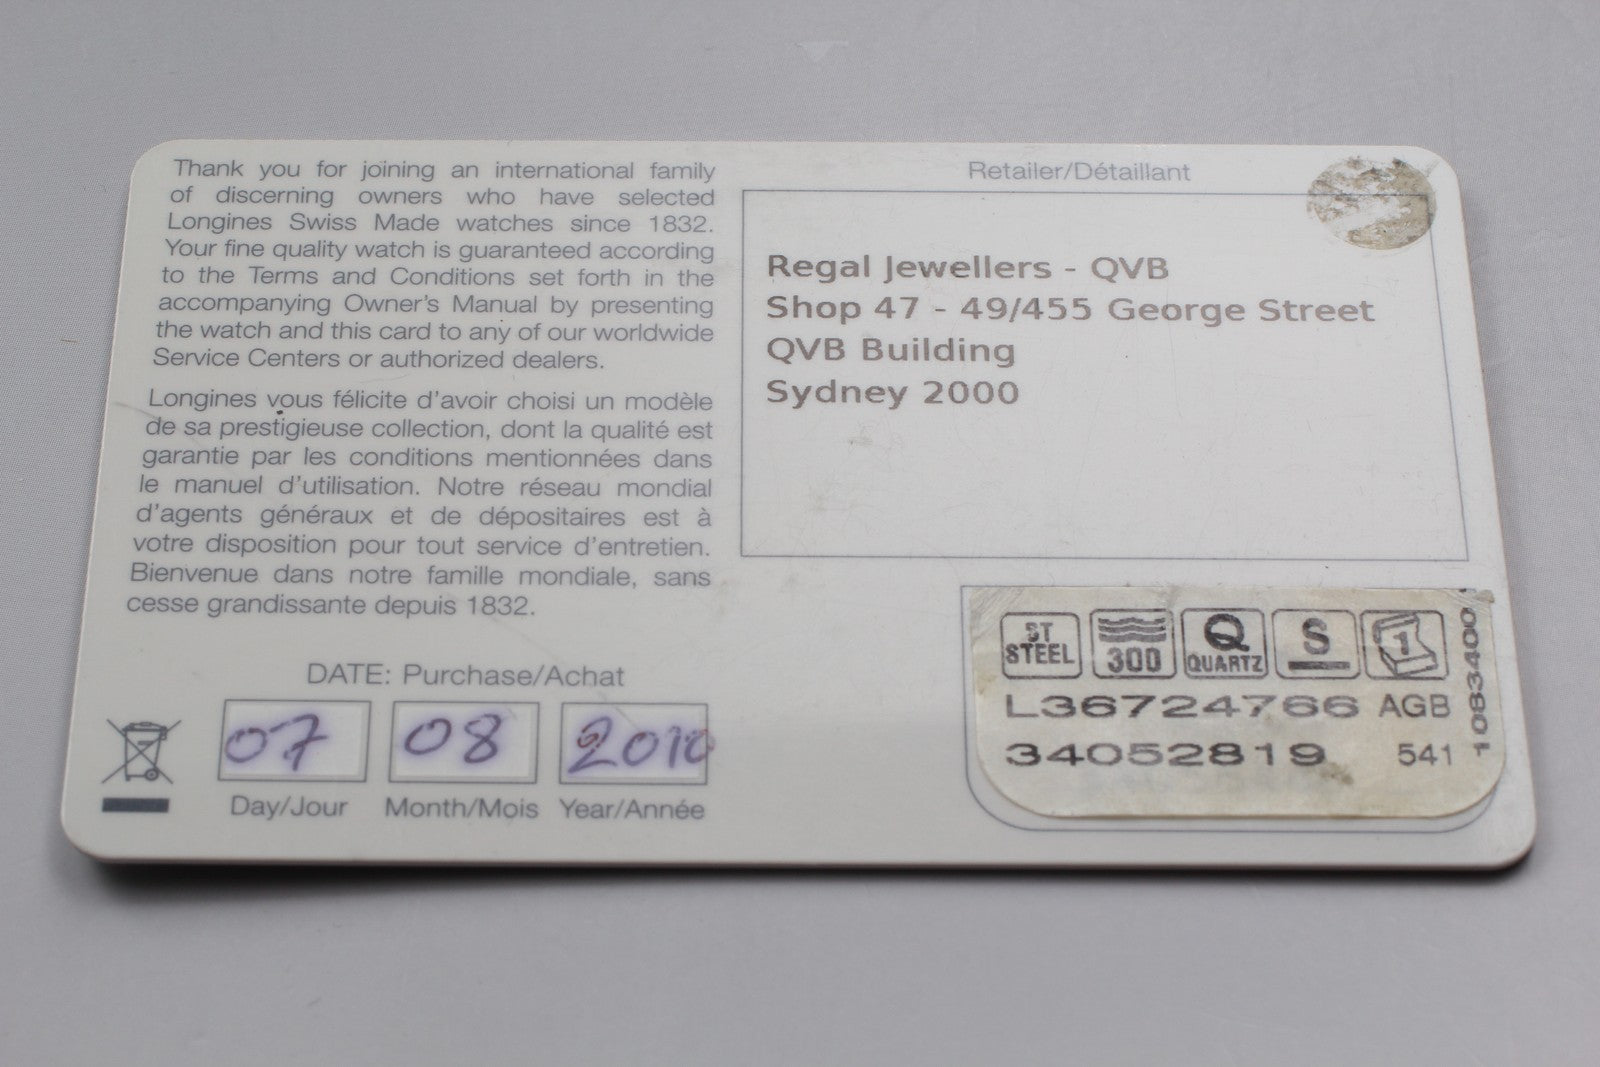 Thank you for joining an international family
of discerning owners who have selected
Longines Swiss Made watches since 1832.
Your fine quality watch is guaranteed according
to the Terms and Conditions set forth in the
accompanying Owner's Manual by presenting
the watch and this card to any of our worldwide
Service Centers or authorized dealers.
Longines vous félicite d'avoir choisi un modèle
de sa prestigieuse collection, dont la qualité est
garantie par les conditions mentionnées dans
le manuel d'utilisation. Notre réseau mondial
d'agents généraux et de dépositaires est à
votre disposition pour tout service d'entretien.
Bienvenue dans notre famille mondiale, sans
cesse grandissante depuis 1832.
DATE: Purchase/Achat
07 08 2010
Day/Jour Month/Mois Year/Année
Retailer/Détaillant
Regal Jewellers - QVB
Shop 47 - 49/455 George Street
QVB Building
Sydney 2000
ST STEEL
300
Q QUARTZ
S
1
L36724766 AGB
34052819 541
1083400